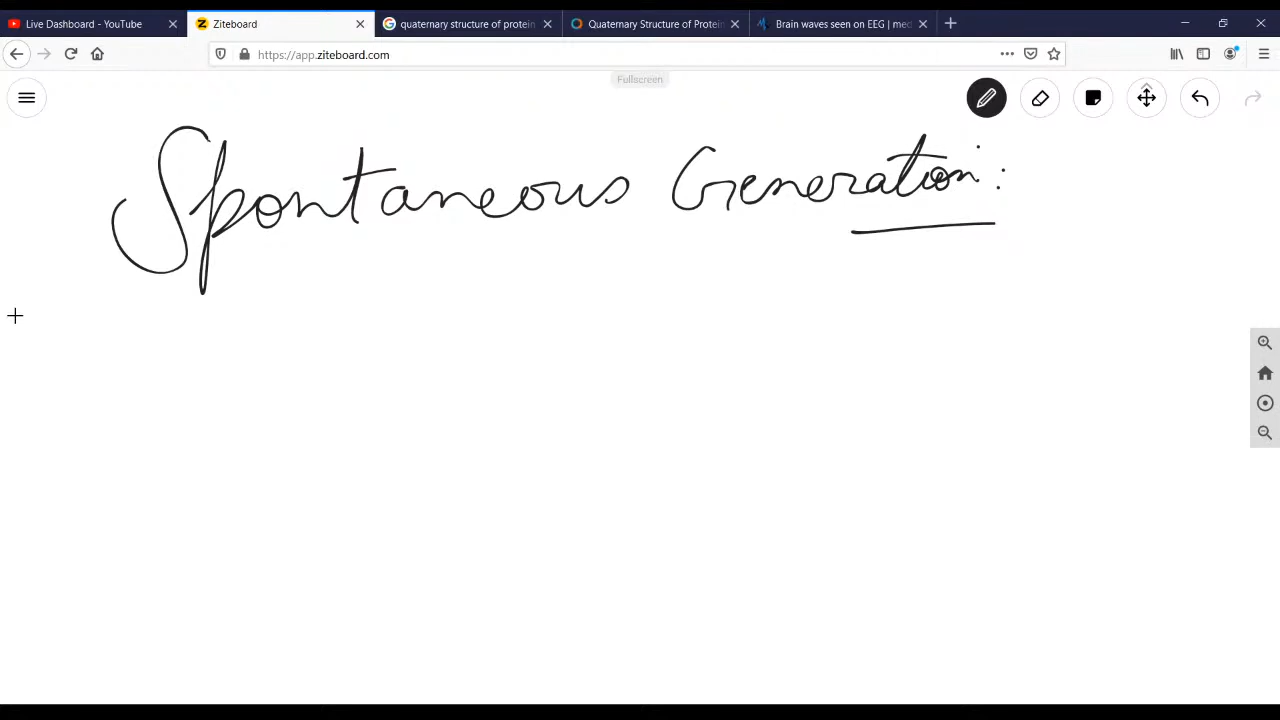 Live Dashboard - YouTube
Ziteboard
quaternary structure of protein
Quaternary Structure of Protein
Brain waves seen on EEG | med
https://app.ziteboard.com
Fullscreen
Spontaneous Generation: